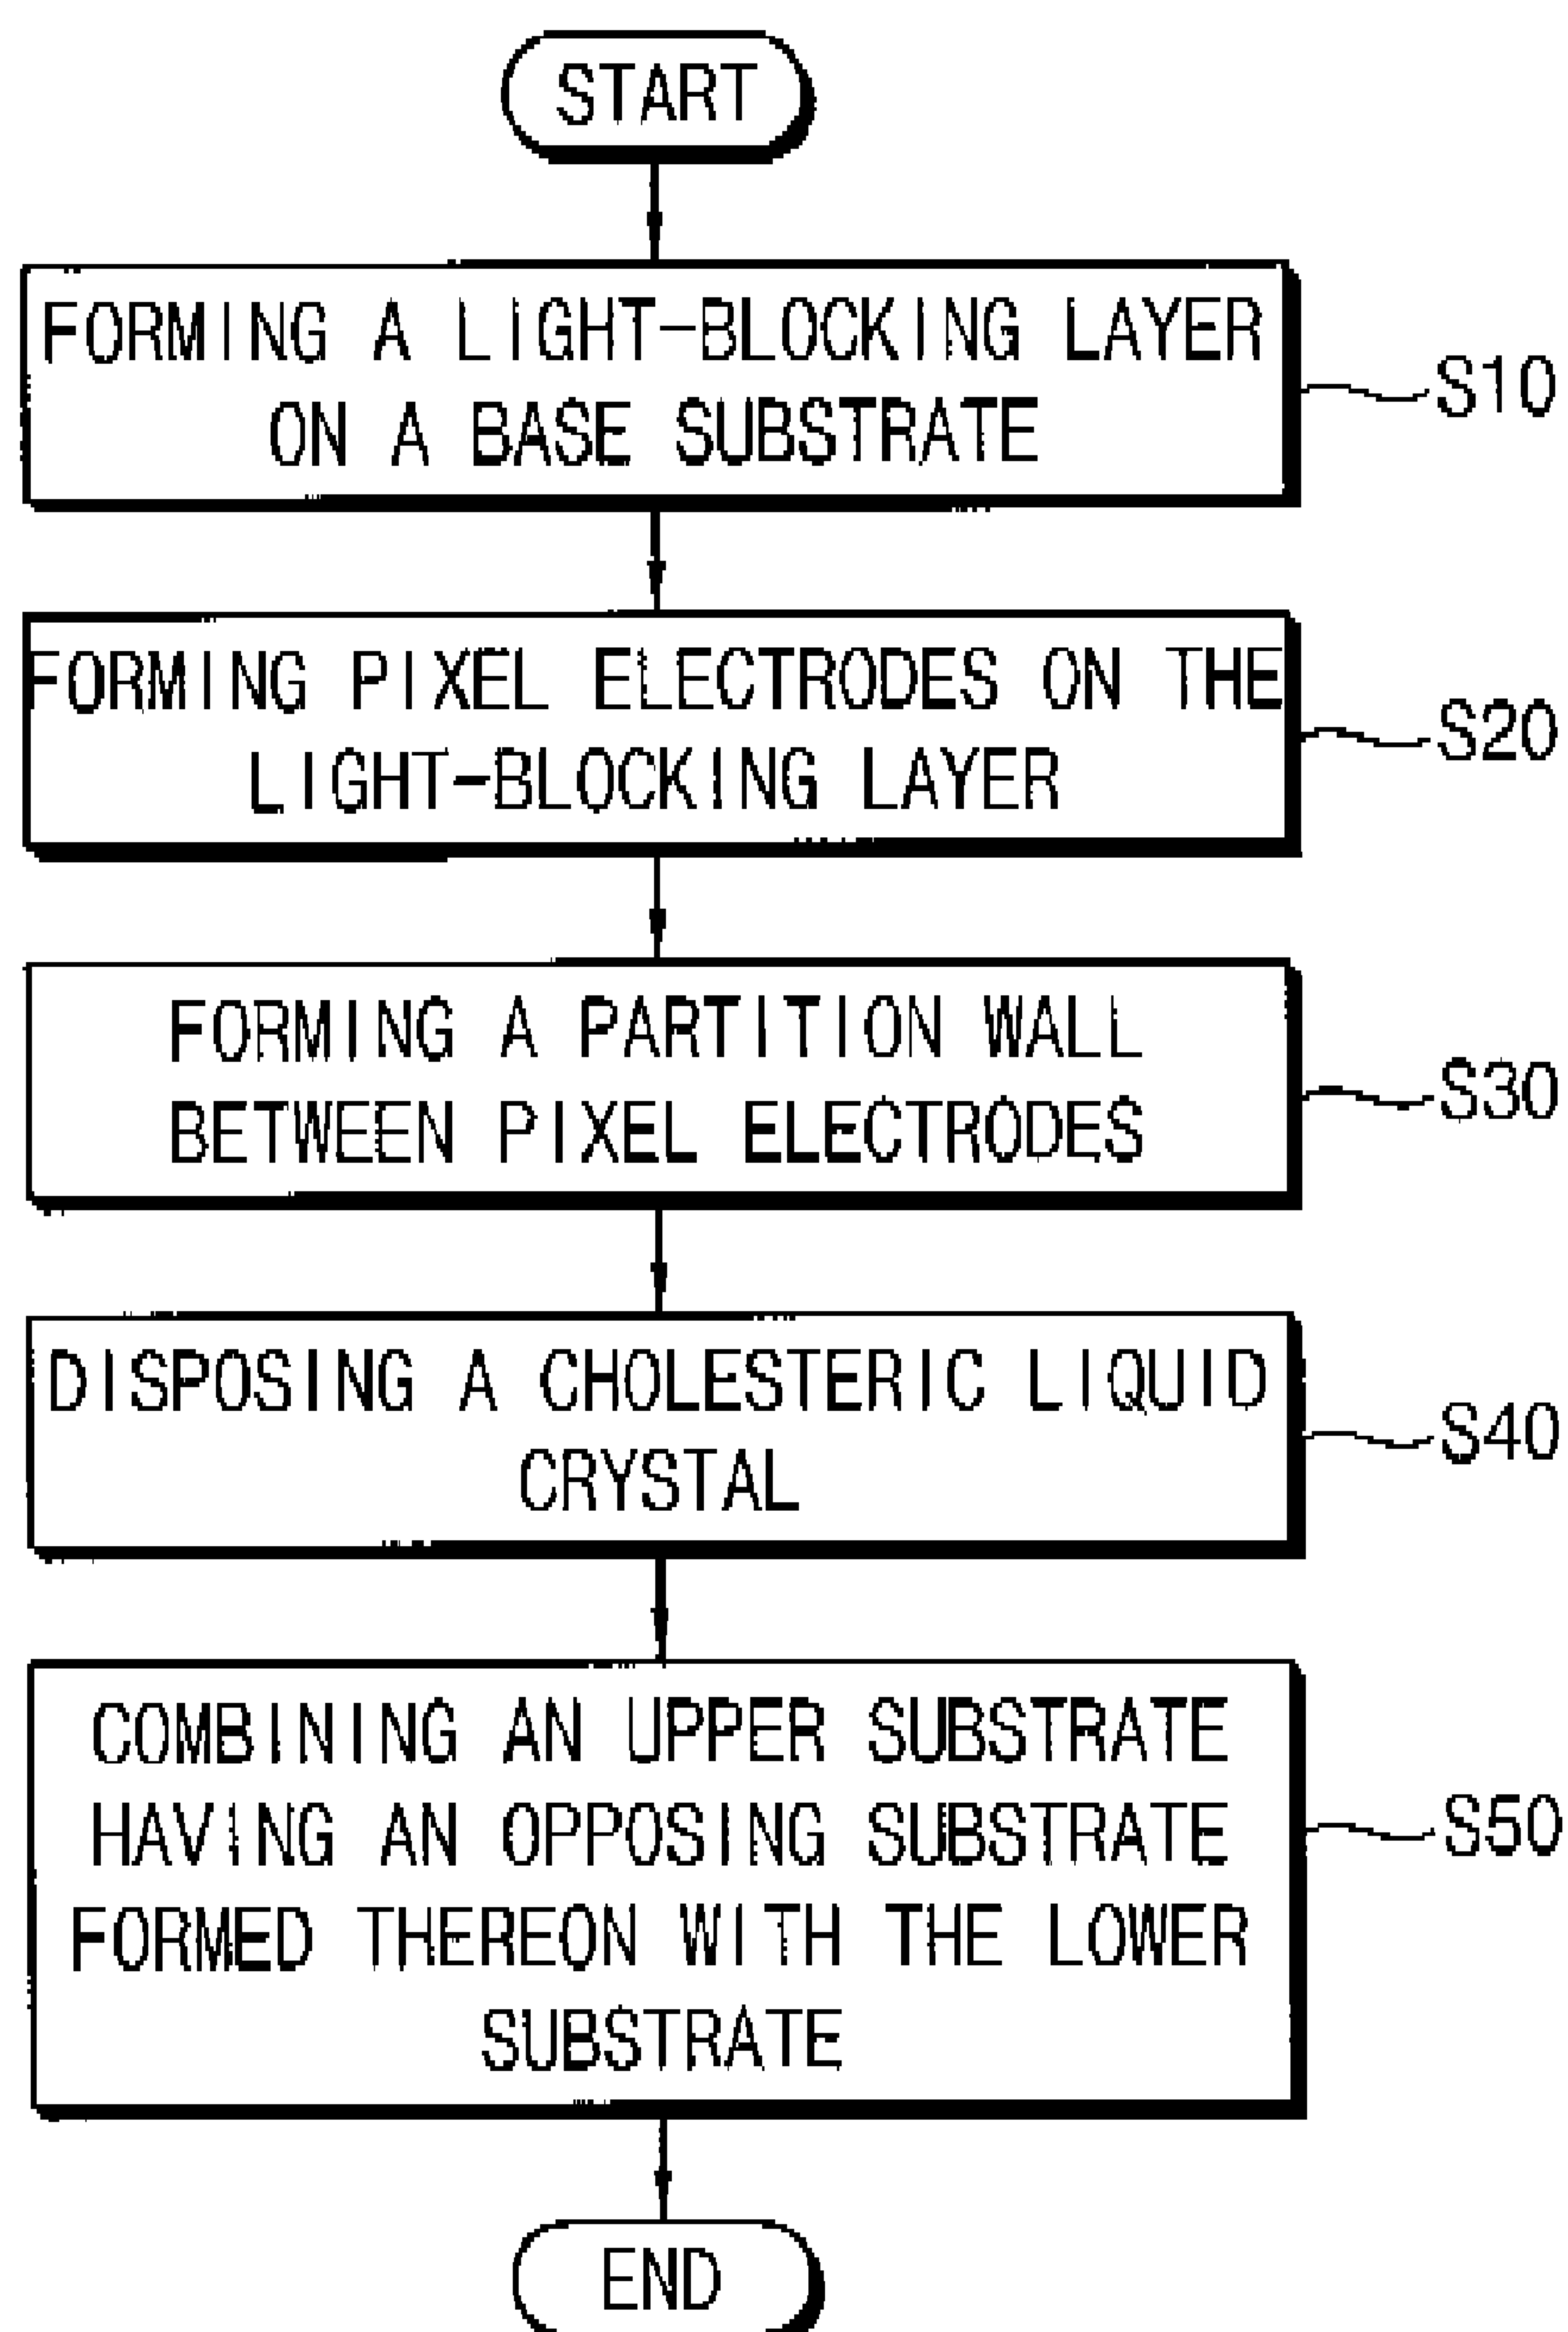 START
FORMING A LIGHT-BLOCKING LAYER
ON A BASE SUBSTRATE
S10
FORMING PIXEL ELECTRODES ON THE
LIGHT-BLOCKING LAYER
S20
FORMING A PARTITION WALL
BETWEEN PIXEL ELECTRODES
S30
DISPOSING A CHOLESTERIC LIQUID
CRYSTAL
S40
COMBINING AN UPPER SUBSTRATE
HAVING AN OPPOSING SUBSTRATE
FORMED THEREON WITH THE LOWER
SUBSTRATE
S50
END